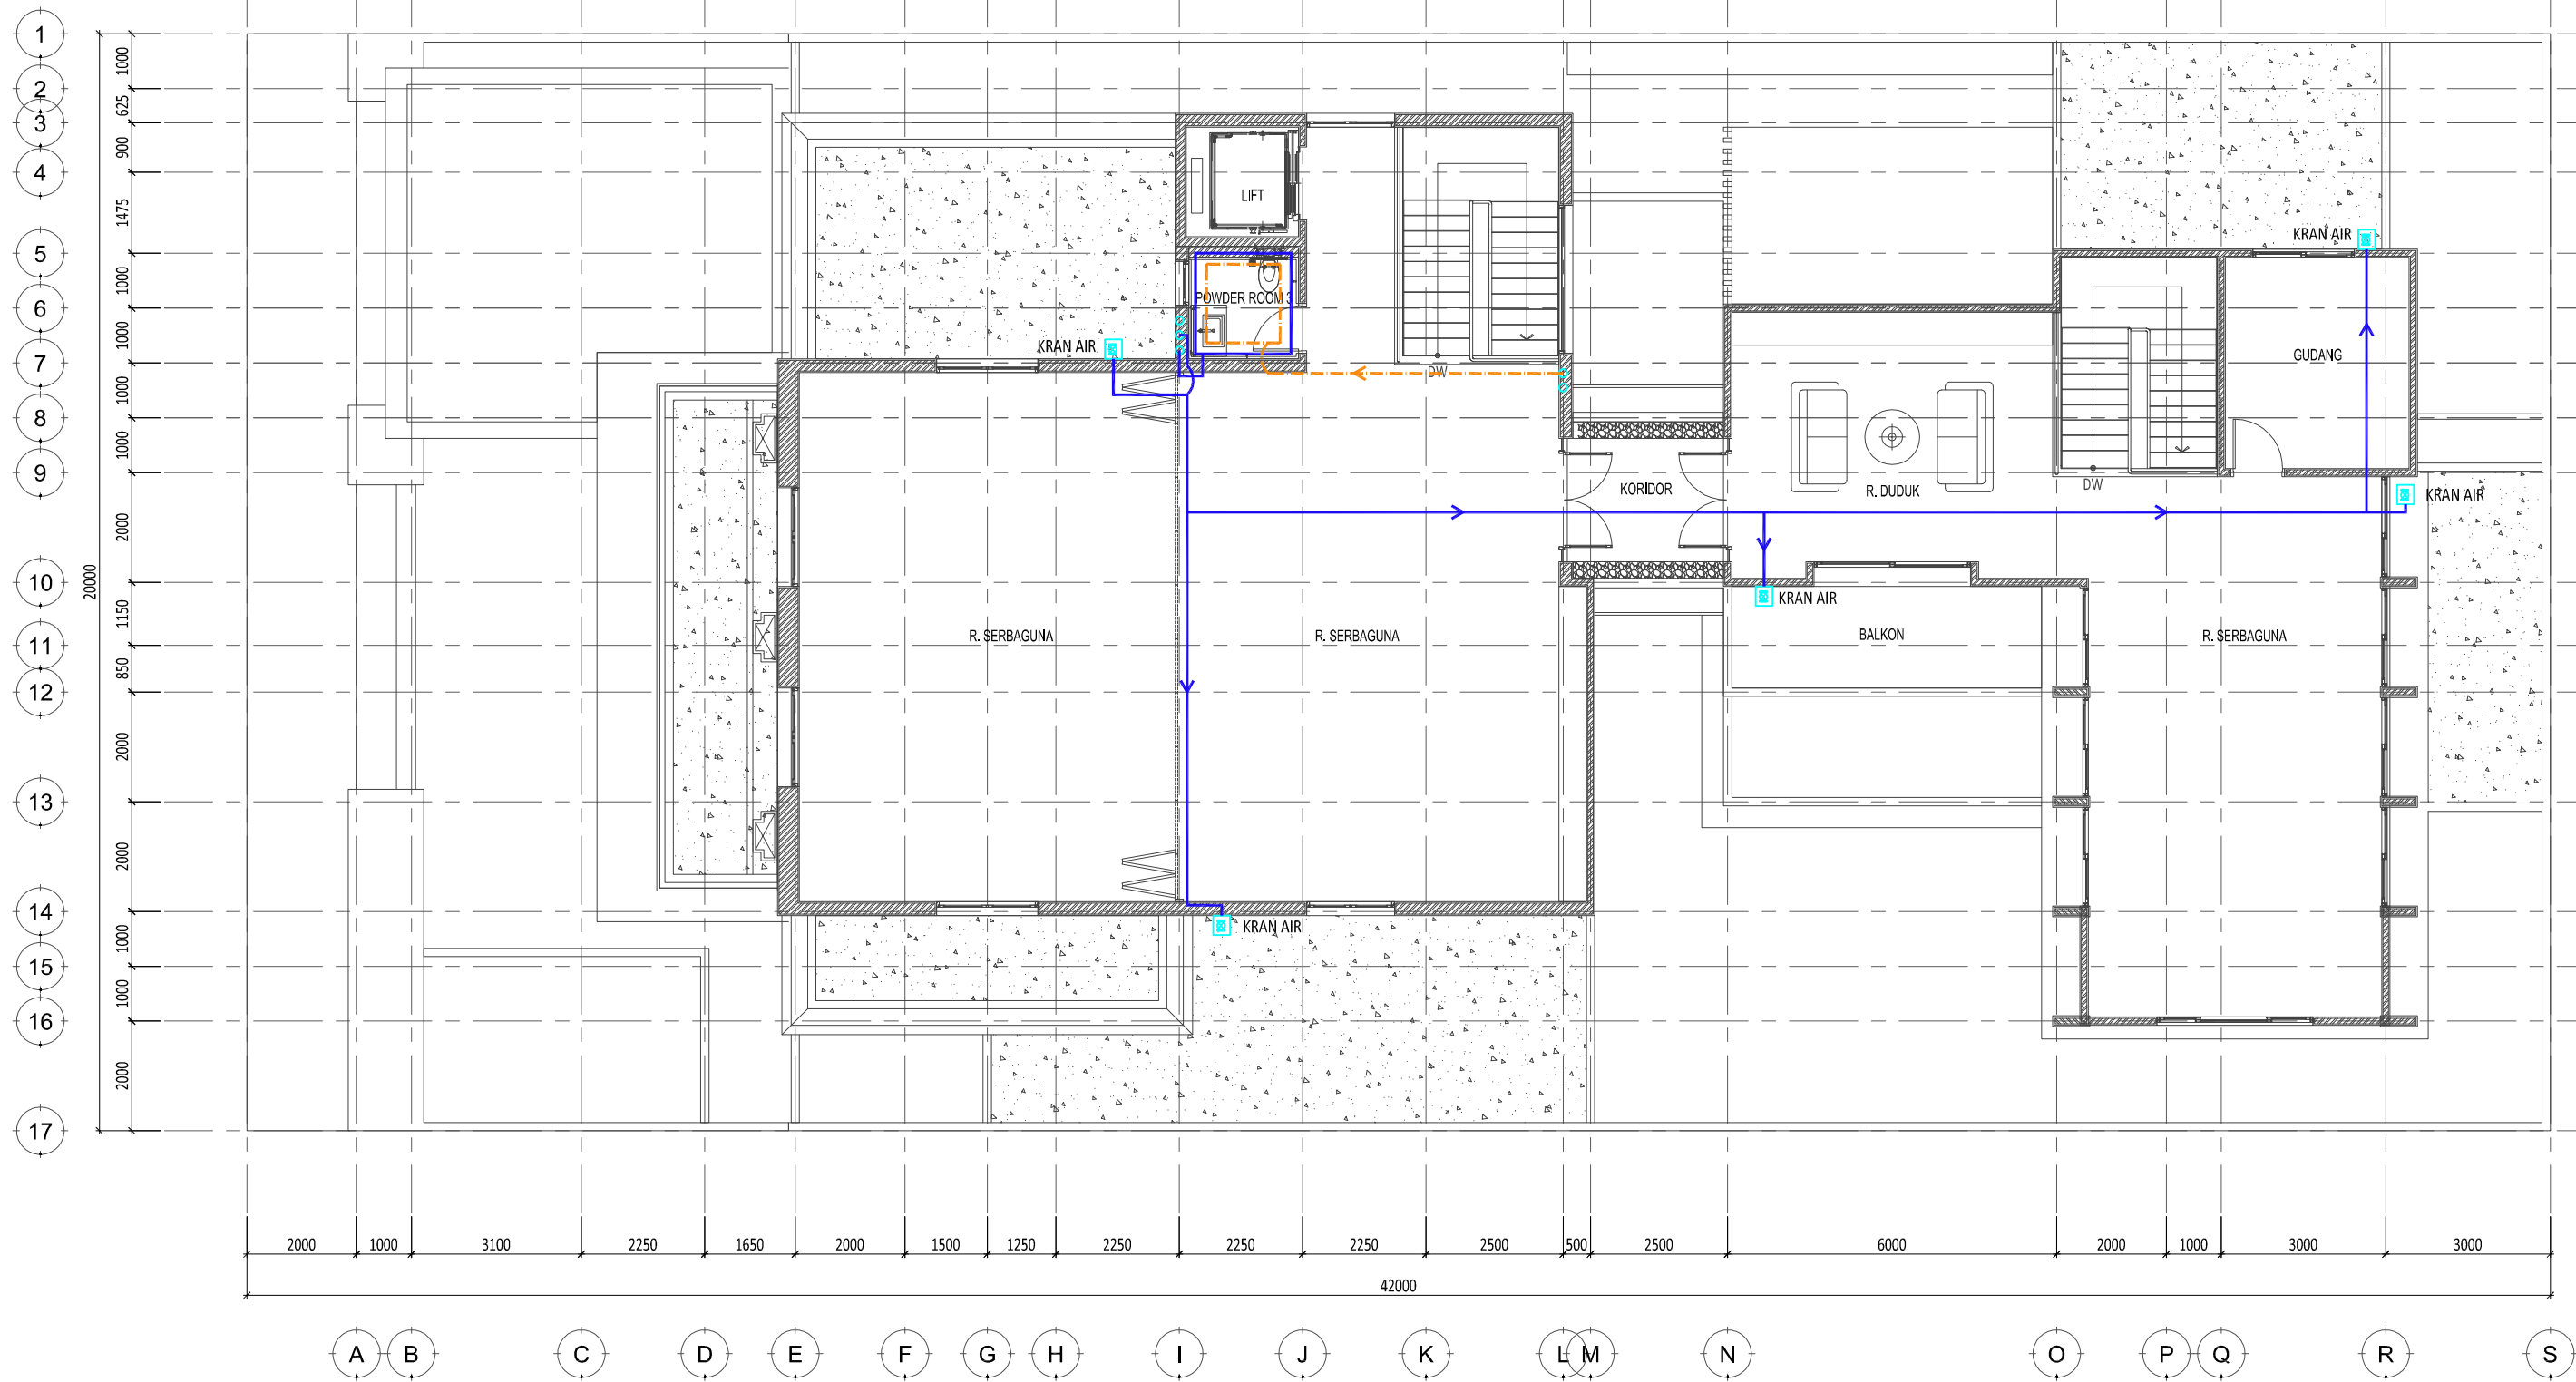 1
1000
2
625
3
900
4
LIFT
1475
5
KRAN AIR
1000
6
POWDER ROOM 3
1000
7
KRAN AIR
GUDANG
1000
DW
8
1000
9
KORIDOR
R. DUDUK
DW
KRAN AIR
2000
10
20000
KRAN AIR
1150
11
R. SERBAGUNA
R. SERBAGUNA
BALKON
R. SERBAGUNA
850
12
2000
13
2000
14
KRAN AIR
1000
15
1000
16
2000
17
2000 1000 3100 2250 1650 2000 1500 1250 2250 2250 2250 2500 500 2500 6000 2000 1000 3000 3000
42000
A B C D E F G H I J K L M N O P Q R S